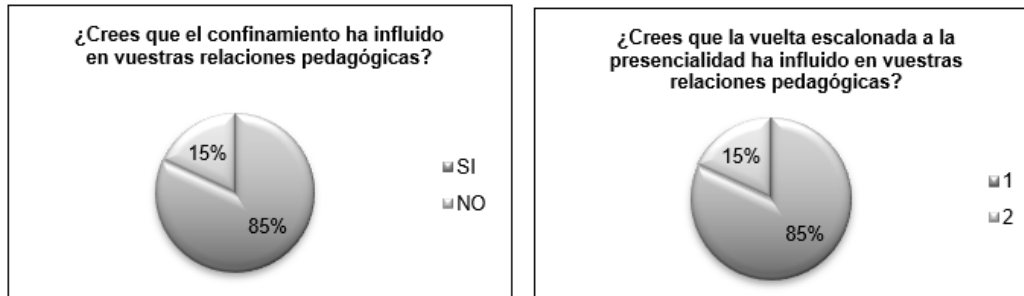 ¿Crees que el confinamiento ha influido
en vuestras relaciones pedagógicas?
15%
85%
SI
NO
¿Crees que la vuelta escalonada a la
presencialidad ha influido en vuestras
relaciones pedagógicas?
15%
85%
1
2